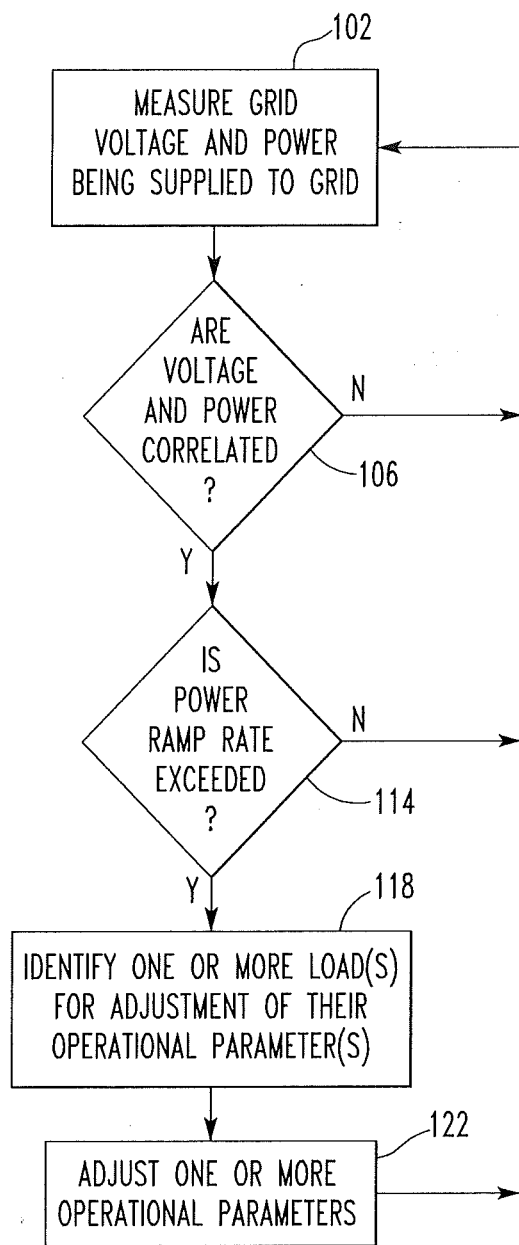 102
MEASURE GRID
VOLTAGE AND POWER
BEING SUPPLIED TO GRID
ARE
VOLTAGE
AND POWER
CORRELATED
?
N
106
Y
IS
POWER
RAMP RATE
EXCEEDED
?
N
114
Y
118
IDENTIFY ONE OR MORE LOAD(S)
FOR ADJUSTMENT OF THEIR
OPERATIONAL PARAMETER(S)
122
ADJUST ONE OR MORE
OPERATIONAL PARAMETERS